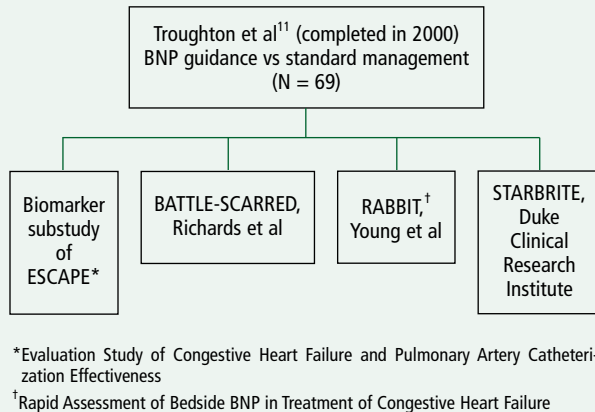 Troughton et al11 (completed in 2000)
BNP guidance vs standard management
(N = 69)
Biomarker
substudy
of
ESCAPE*
BATTLE-SCARRED,
Richards et al
RABBIT,†
Young et al
STARBRITE,
Duke
Clinical
Research
Institute
*Evaluation Study of Congestive Heart Failure and Pulmonary Artery Catheteri-
zation Effectiveness
†Rapid Assessment of Bedside BNP in Treatment of Congestive Heart Failure